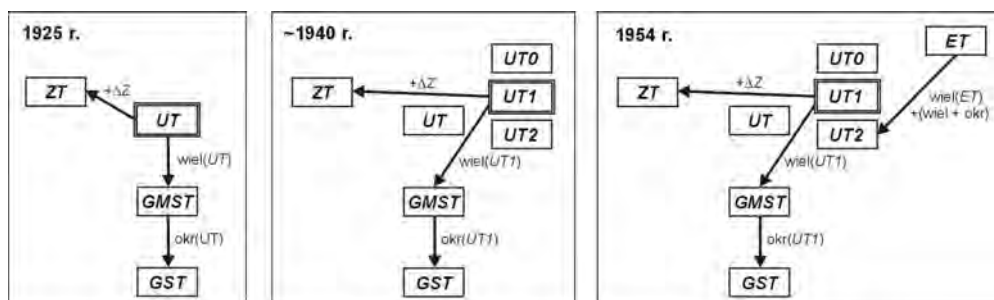 1925 r.
ZT
+ΔZ
UT
wiel(UT)
GMST
okr(UT)
GST
~1940 r.
UT0
ZT
+ΔZ
UT1
UT
UT2
wiel(UT1)
GMST
okr(UT1)
GST
1954 r.
ET
UT0
ZT
+ΔZ
UT1
wiel(ET)
+(wiel + okr)
UT
UT2
wiel(UT1)
GMST
okr(UT1)
GST